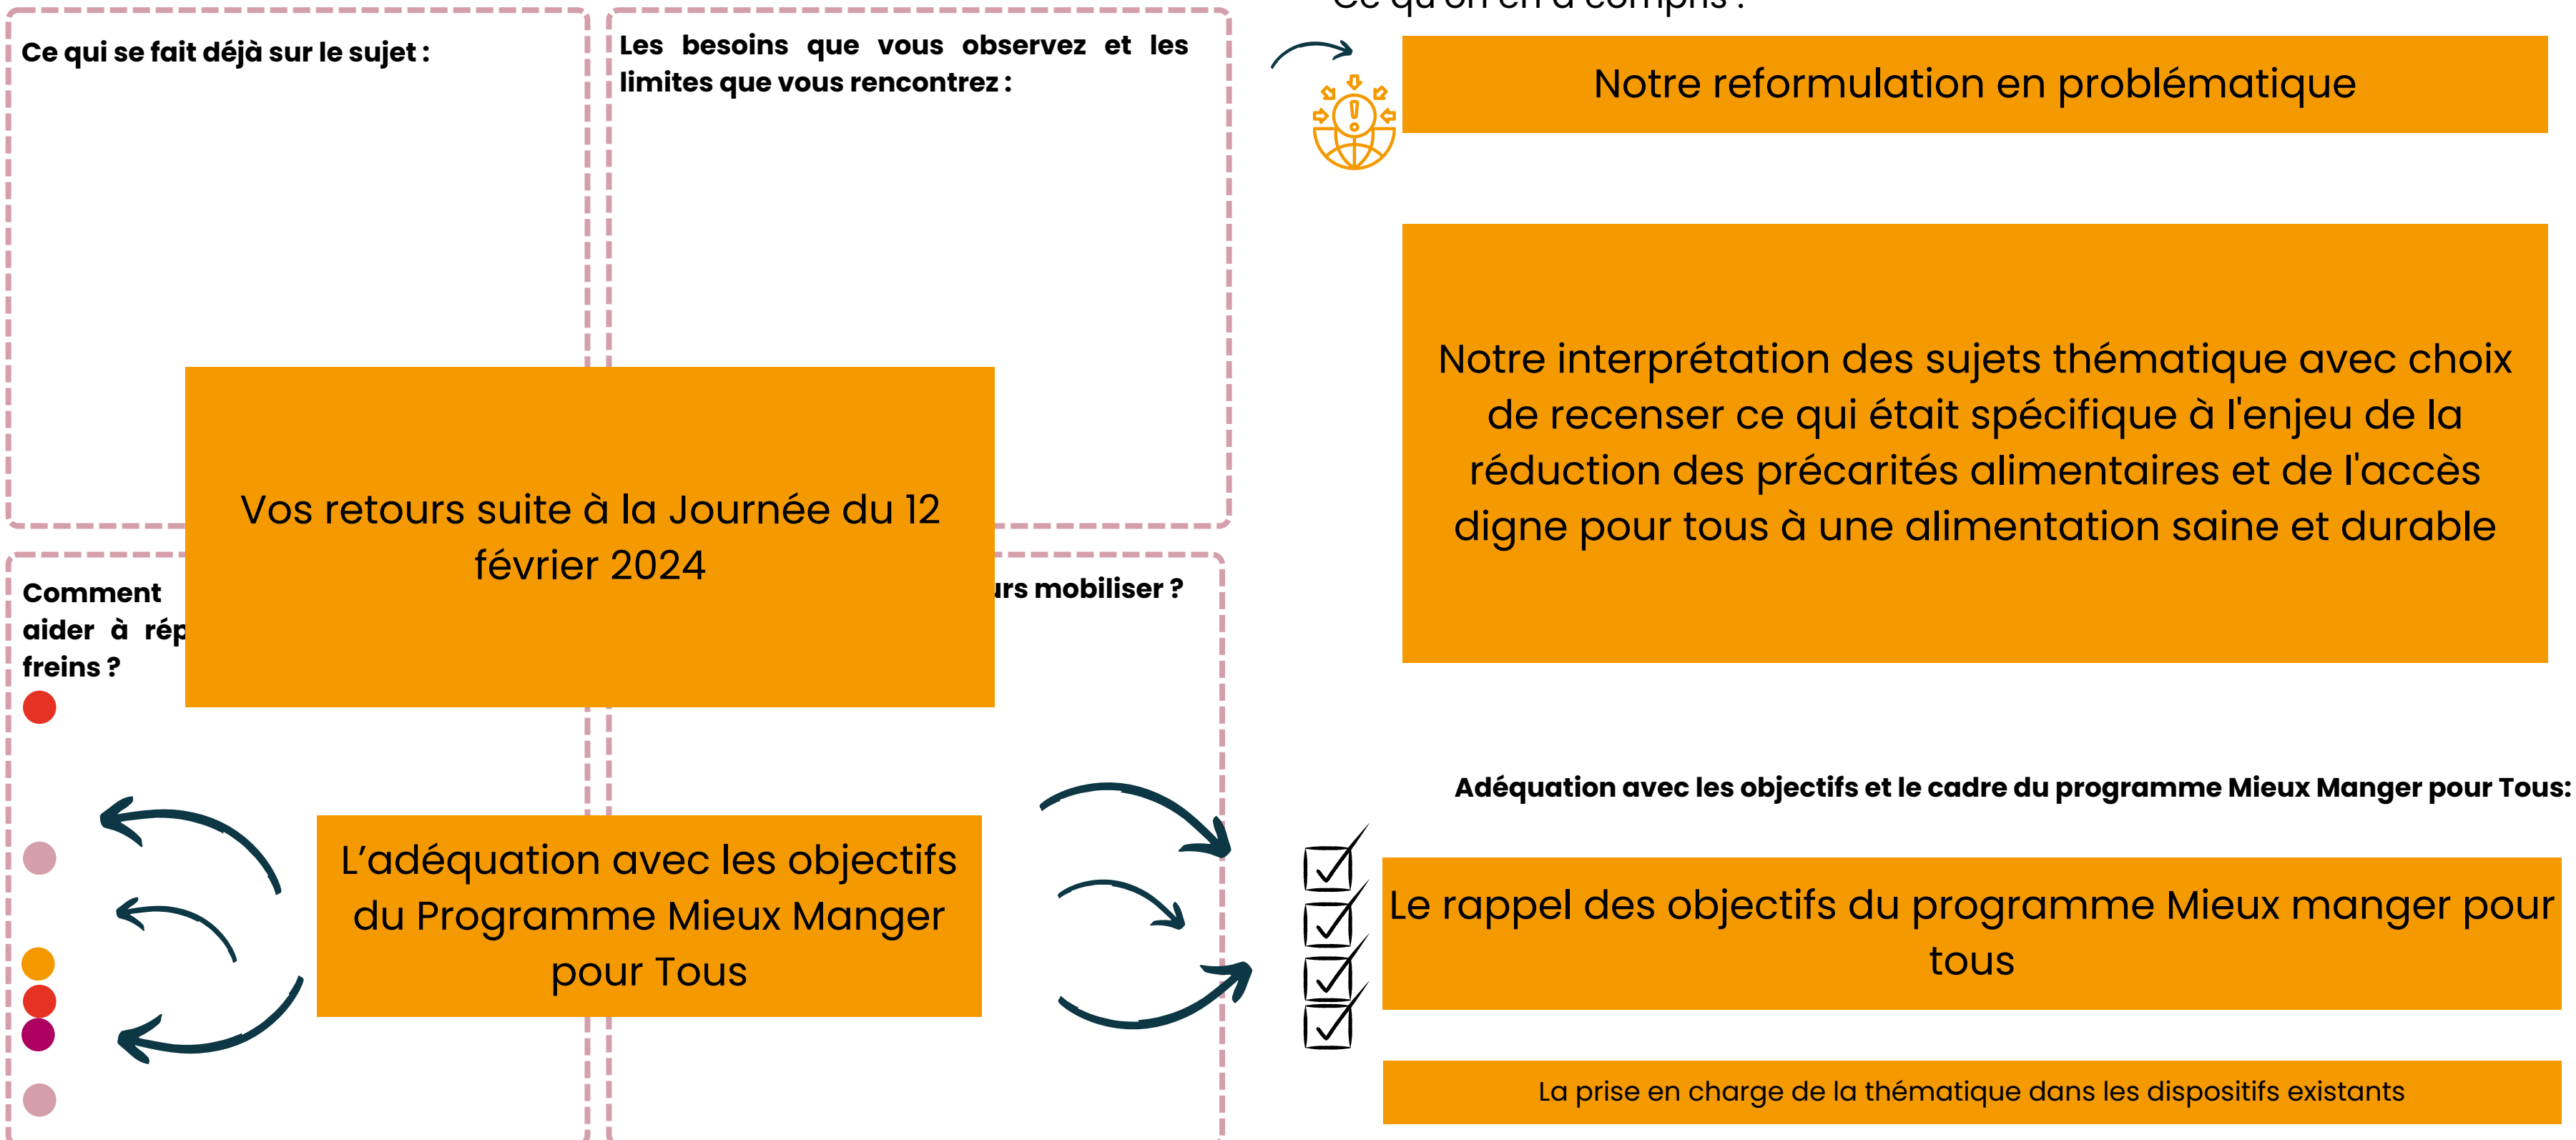 Ce qui se fait déjà sur le sujet :
Les besoins que vous observez et les
limites que vous rencontrez :
Vos retours suite à la Journée du 12
février 2024
Comment
aider à
freins ?
mobiliser ?
L’adéquation avec les objectifs
du Programme Mieux Manger
pour Tous
Ce qu'on en a compris :
Notre reformulation en problématique
Notre interprétation des sujets thématique avec choix
de recenser ce qui était spécifique à l'enjeu de la
réduction des précarités alimentaires et de l'accès
digne pour tous à une alimentation saine et durable
Adéquation avec les objectifs et le cadre du programme Mieux Manger pour Tous:
Le rappel des objectifs du programme Mieux manger pour
tous
La prise en charge de la thématique dans les dispositifs existants